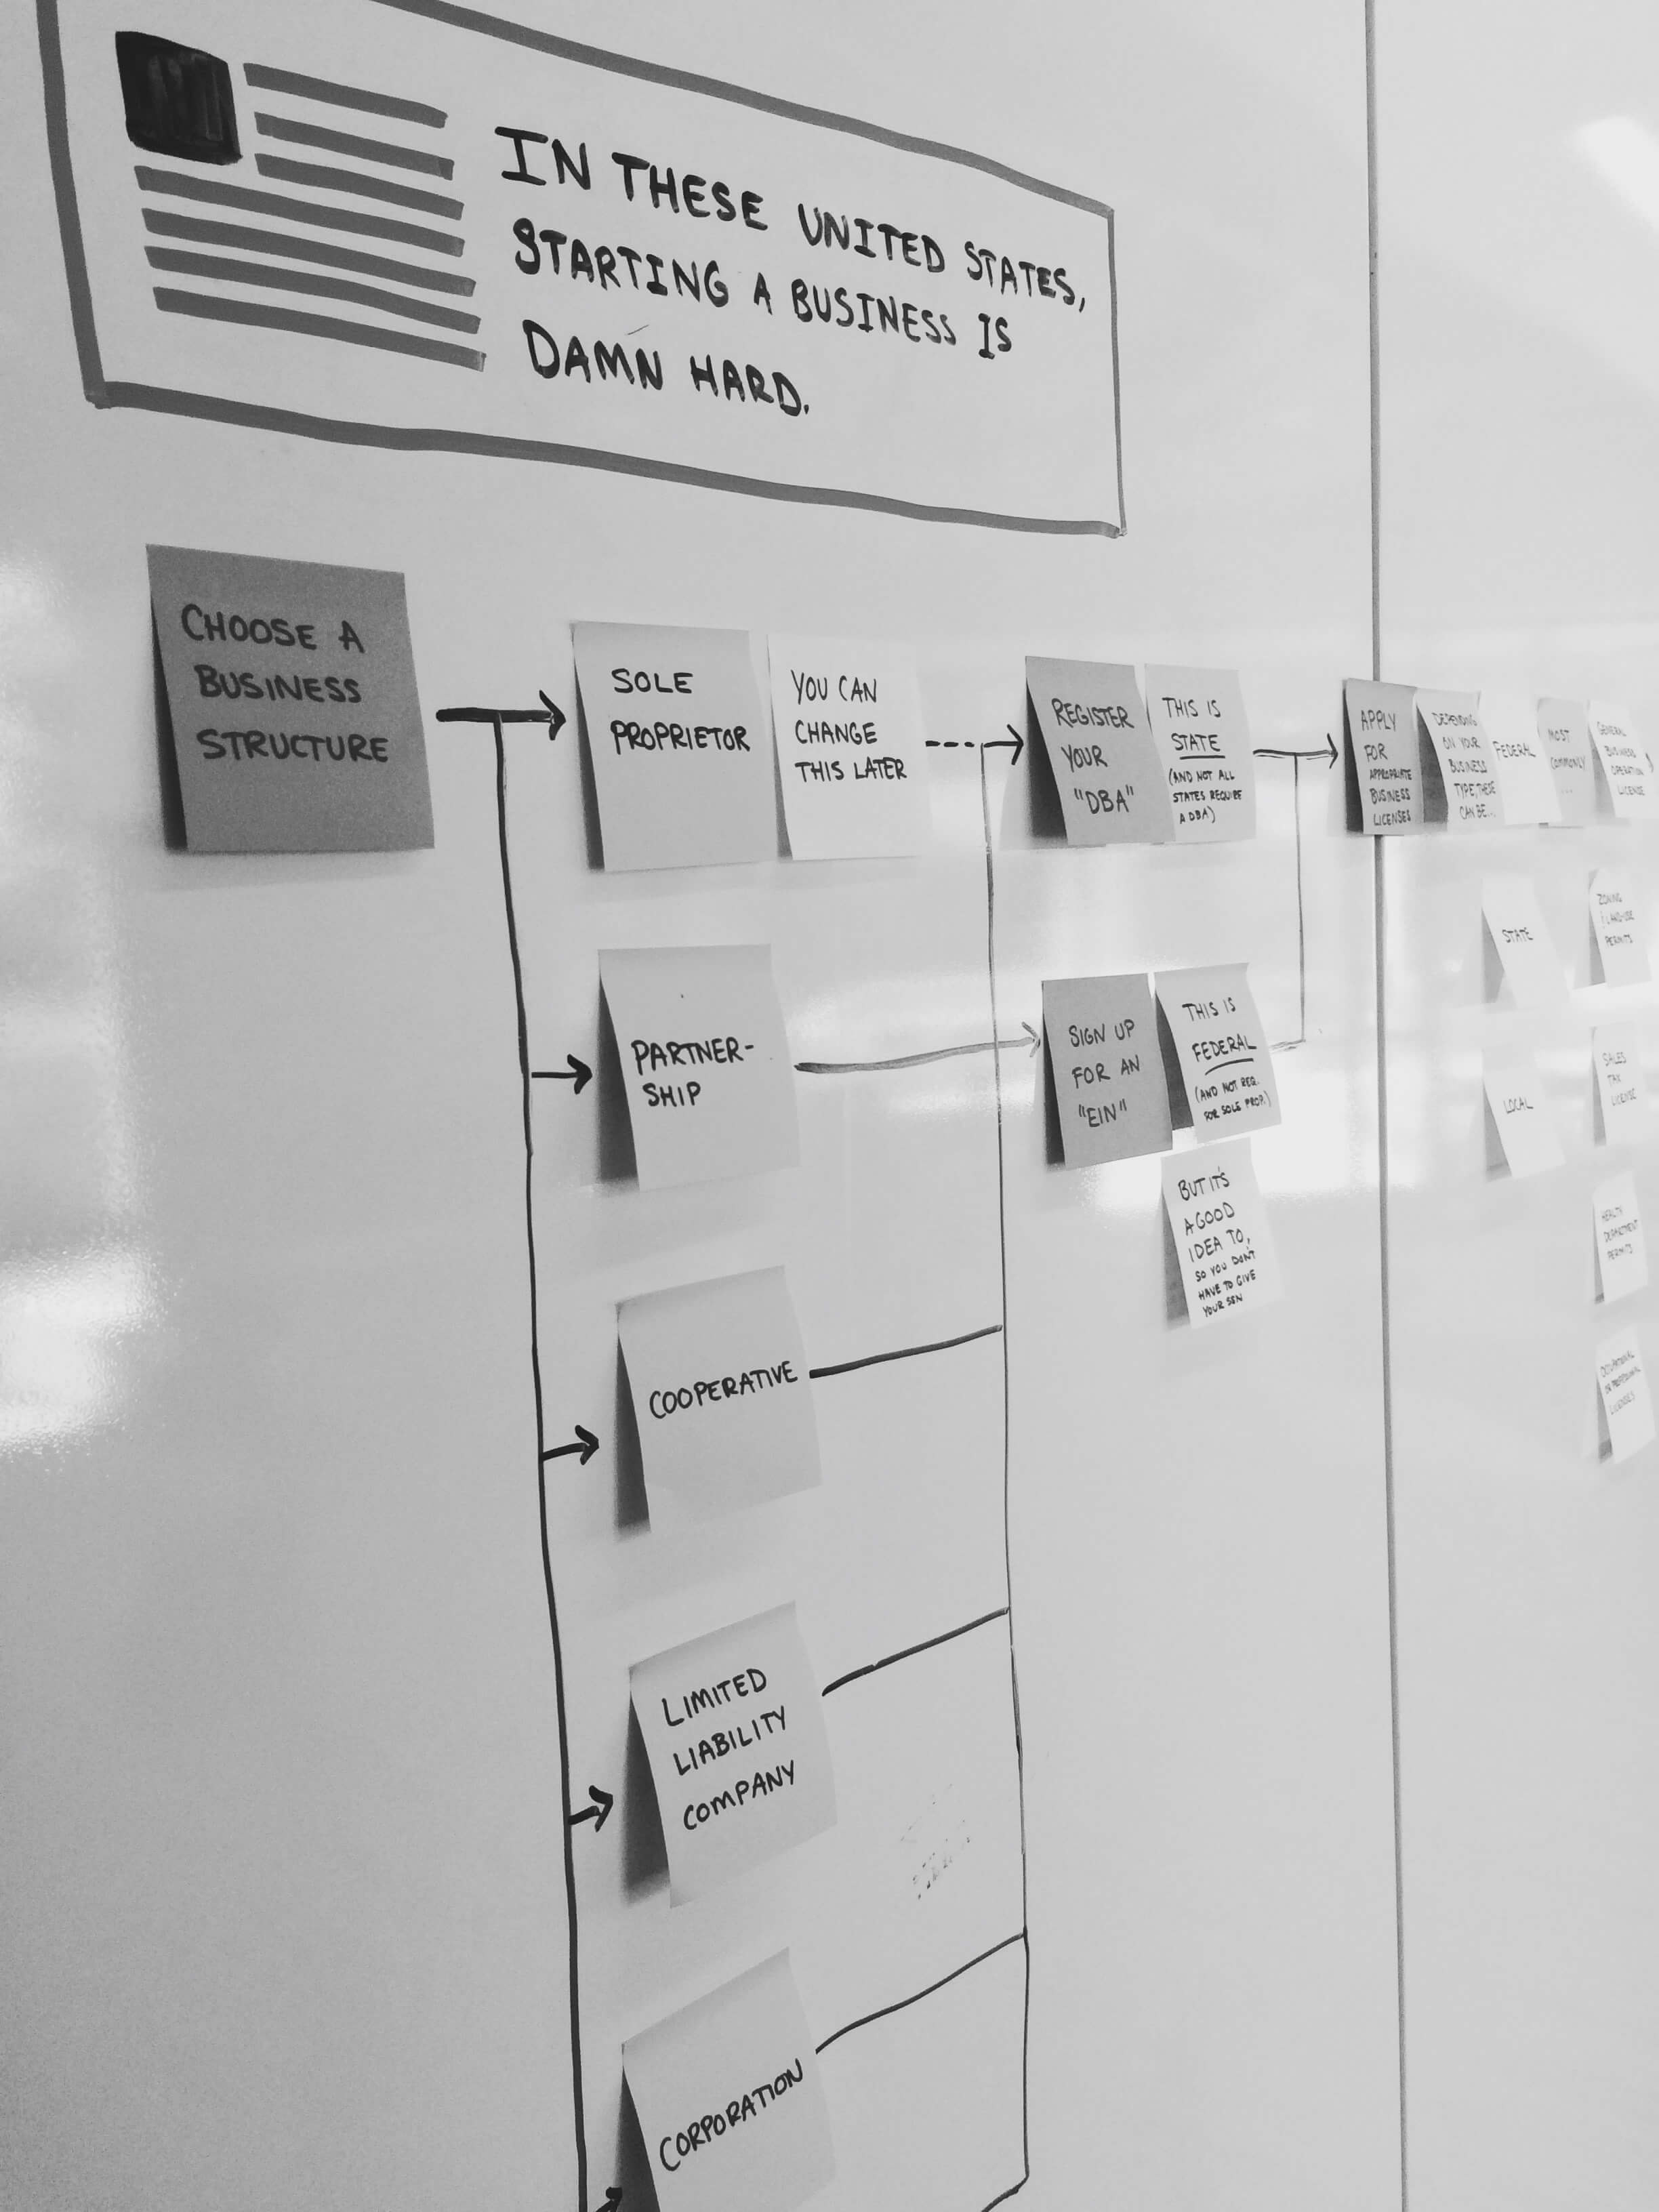 IN THESE UNITED STATES,
STARTING A BUSINESS IS
DAMN HARD.
CHOOSE A
BUSINESS
STRUCTURE
SOLE
PROPRIETOR
YOU CAN
CHANGE
THIS LATER
REGISTER
YOUR
"DBA"
THIS IS
STATE
(AND NOT ALL
STATES REQUIRE
A DBA)
APPLY
FOR
APPROPRIATE
BUSINESS
LICENSES
DEPENDING
ON YOUR
BUSINESS
TYPE, THESE
CAN BE...
FEDERAL
MOST
COMMONLY
...
GENERAL
BUSINESS
OPERATION
LICENSE
PARTNER-
SHIP
SIGN UP
FOR AN
"EIN"
THIS IS
FEDERAL
(AND NOT REQ.
FOR SOLE PROP.)
BUT IT'S
A GOOD
IDEA TO,
SO YOU DON'T
HAVE TO GIVE
YOUR SSN
STATE
LOCAL
ZONING
LAND-USE
PERMITS
SALES
TAX
LICENSE
HEALTH
DEPARTMENT
PERMITS
OCCUPATIONAL
OR PROFESSIONAL
LICENSES
COOPERATIVE
LIMITED
LIABILITY
COMPANY
CORPORATION